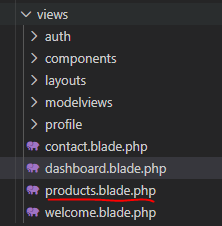 views
auth
components
layouts
modelviews
profile
contact.blade.php
dashboard.blade.php
products.blade.php
welcome.blade.php